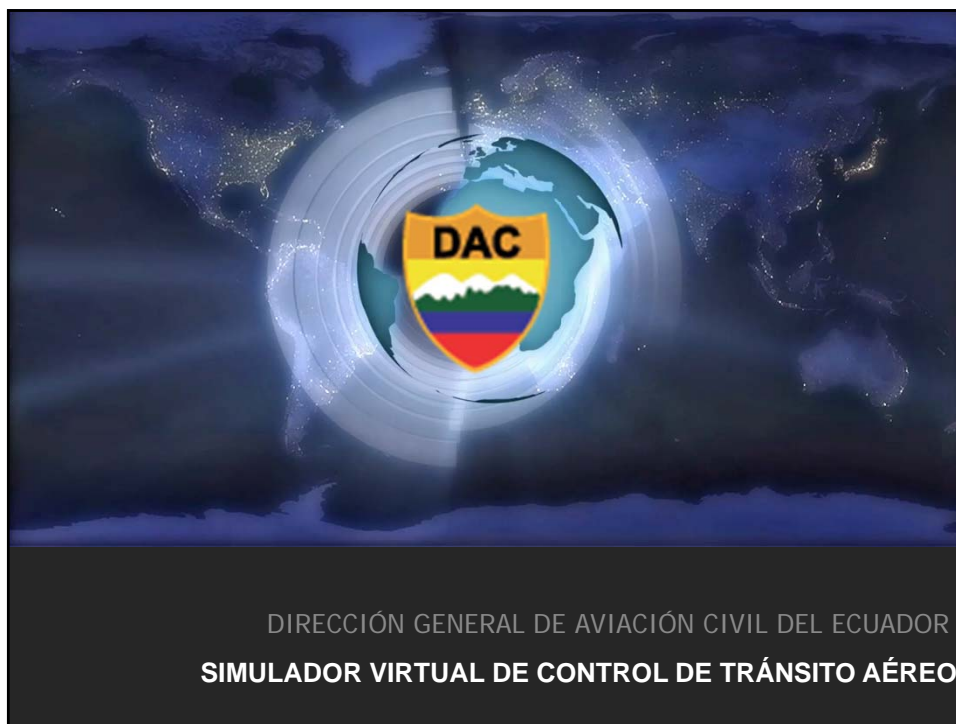 DAC
DIRECCIÓN GENERAL DE AVIACIÓN CIVIL DEL ECUADOR
SIMULADOR VIRTUAL DE CONTROL DE TRÁNSITO AÉREO